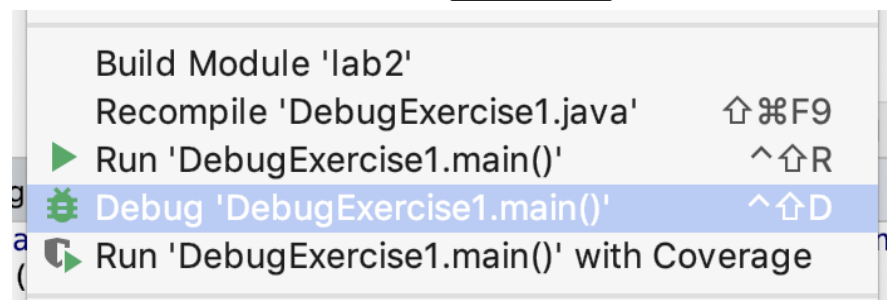 Build Module 'lab2'
Recompile 'DebugExercise1.java' ⇧⌘F9
Run 'DebugExercise1.main()' ^⇧R
g
Debug 'DebugExercise1.main()' ^⇧D
a
Run 'DebugExercise1.main()' with Coverage
(